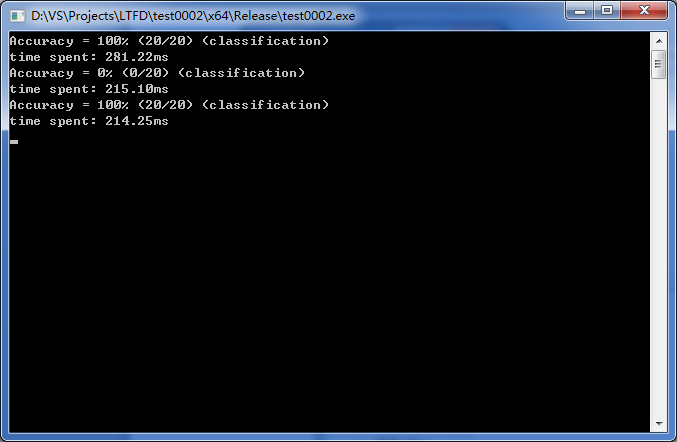 D:\VS\Projects\LTFD\test0002\x64\Release\test0002.exe
Accuracy = 100% (20/20) (classification)
time spent: 281.22ms
Accuracy = 0% (0/20) (classification)
time spent: 215.10ms
Accuracy = 100% (20/20) (classification)
time spent: 214.25ms